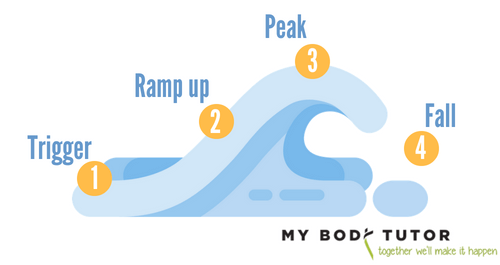 Peak
3
Ramp up
2
Fall
4
Trigger
1
MY BODY TUTOR
together we'll make it happen